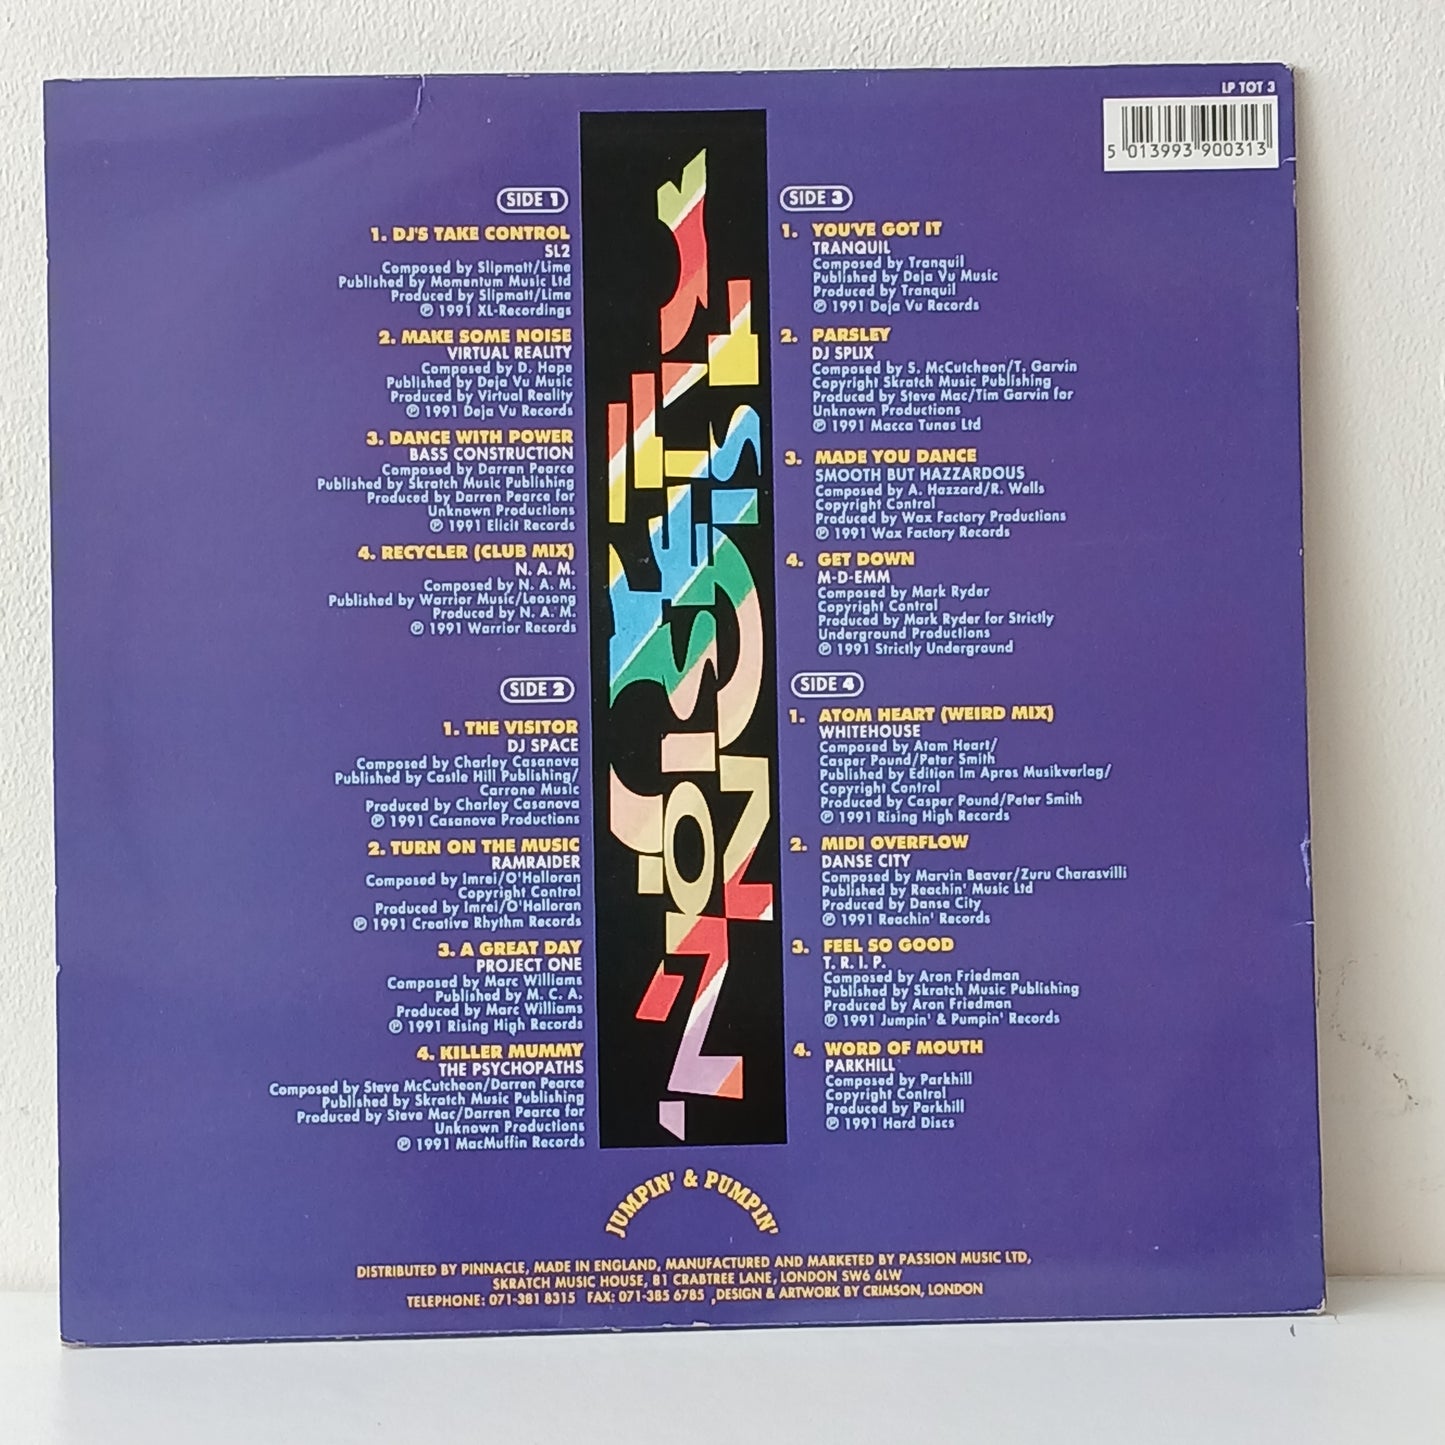 LP TOT 3
5 013993 900313
SIDE 1
1. DJ'S TAKE CONTROL
SL2
Composed by Slipmatt/Lime
Published by Momentum Music Ltd
Produced by Slipmatt/Lime
℗ 1991 XL-Recordings
2. MAKE SOME NOISE
VIRTUAL REALITY
Composed by D. Hope
Published by Deja Vu Music
Produced by Virtual Reality
℗ 1991 Deja Vu Records
3. DANCE WITH POWER
BASS CONSTRUCTION
Composed by Darren Pearce
Published by Skratch Music Publishing
Produced by Darren Pearce for
Unknown Productions
℗ 1991 Elicit Records
4. RECYCLER (CLUB MIX)
N. A. M.
Composed by N. A. M.
Published by Warrior Music/Leosong
Produced by N. A. M.
℗ 1991 Warrior Records
SIDE 2
1. THE VISITOR
DJ SPACE
Composed by Charley Casanova
Published by Castle Hill Publishing/
Carrone Music
Produced by Charley Casanova
℗ 1991 Casanova Productions
2. TURN ON THE MUSIC
RAMRAIDER
Composed by Imrei/O'Halloran
Copyright Control
Produced by Imrei/O'Halloran
℗ 1991 Creative Rhythm Records
3. A GREAT DAY
PROJECT ONE
Composed by Marc Williams
Published by M. C. A.
Produced by Marc Williams
℗ 1991 Rising High Records
4. KILLER MUMMY
THE PSYCHOPATHS
Composed by Steve McCutcheon/Darren Pearce
Published by Skratch Music Publishing
Produced by Steve Mac/Darren Pearce for
Unknown Productions
℗ 1991 MacMuffin Records
SIDE 3
1. YOU'VE GOT IT
TRANQUIL
Composed by Tranquil
Published by Deja Vu Music
Produced by Tranquil
℗ 1991 Deja Vu Records
2. PARSLEY
DJ SPLIX
Composed by S. McCutcheon/T. Garvin
Copyright Skratch Music Publishing
Produced by Steve Mac/Tim Garvin for
Unknown Productions
℗ 1991 Macca Tunes Ltd
3. MADE YOU DANCE
SMOOTH BUT HAZZARDOUS
Composed by A. Hazzard/R. Wells
Copyright Control
Produced by Wax Factory Productions
℗ 1991 Wax Factory Records
4. GET DOWN
M-D-EMM
Composed by Mark Ryder
Copyright Control
Produced by Mark Ryder for Strictly
Underground Productions
℗ 1991 Strictly Underground
SIDE 4
1. ATOM HEART (WEIRD MIX)
WHITEHOUSE
Composed by Atom Heart/
Casper Pound/Peter Smith
Published by Edition Im Apres Musikverlag/
Copyright Control
Produced by Casper Pound/Peter Smith
℗ 1991 Rising High Records
2. MIDI OVERFLOW
DANSE CITY
Composed by Marvin Beaver/Zuru Charasvilli
Published by Reachin' Music Ltd
Produced by Danse City
℗ 1991 Reachin' Records
3. FEEL SO GOOD
T. R. I. P.
Composed by Aron Friedman
Published by Skratch Music Publishing
Produced by Aron Friedman
℗ 1991 Jumpin' & Pumpin' Records
4. WORD OF MOUTH
PARKHILL
Composed by Parkhill
Copyright Control
Produced by Parkhill
℗ 1991 Hard Discs
JUMPIN' & PUMPIN'
DISTRIBUTED BY PINNACLE, MADE IN ENGLAND, MANUFACTURED AND MARKETED BY PASSION MUSIC LTD,
SKRATCH MUSIC HOUSE, 81 CRABTREE LANE, LONDON SW6 6LW
TELEPHONE: 071-381 8315 FAX: 071-385 6785 ,DESIGN & ARTWORK BY CRIMSON, LONDON